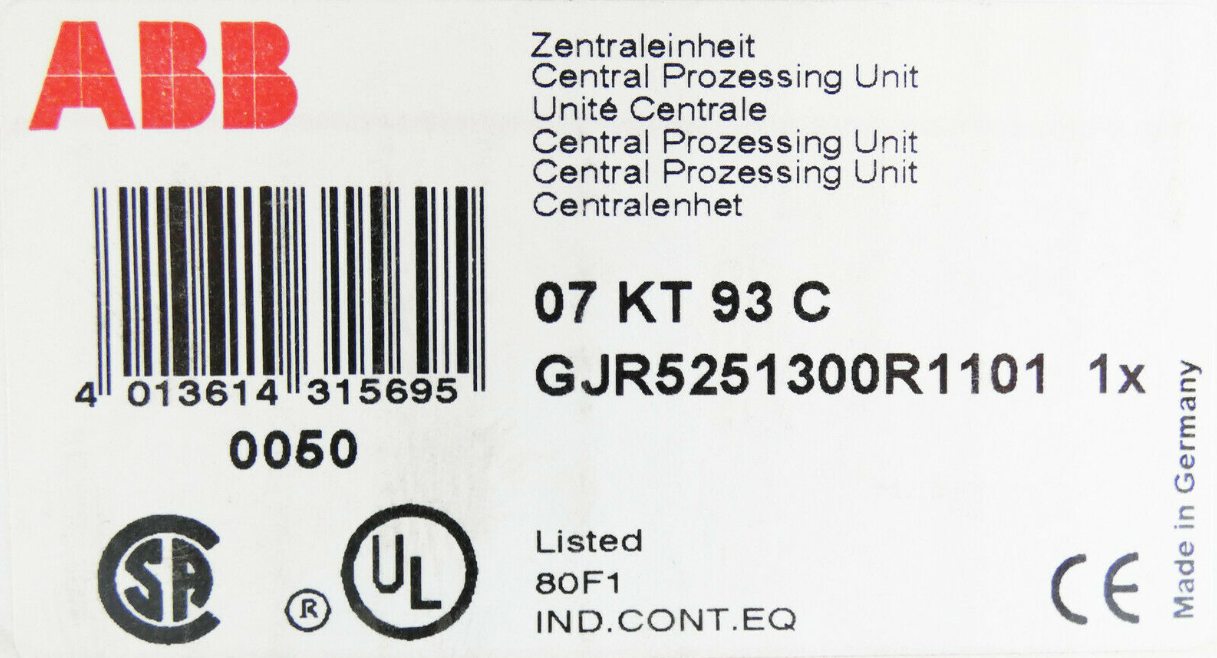 ABB
Zentraleinheit
Central Prozessing Unit
Unité Centrale
Central Prozessing Unit
Central Prozessing Unit
Centralenhet
07 KT 93 C
GJR5251300R1101 1x
4 013614 315695
0050
Made in Germany
CSA
®
UL
Listed
80F1
IND.CONT.EQ
CE